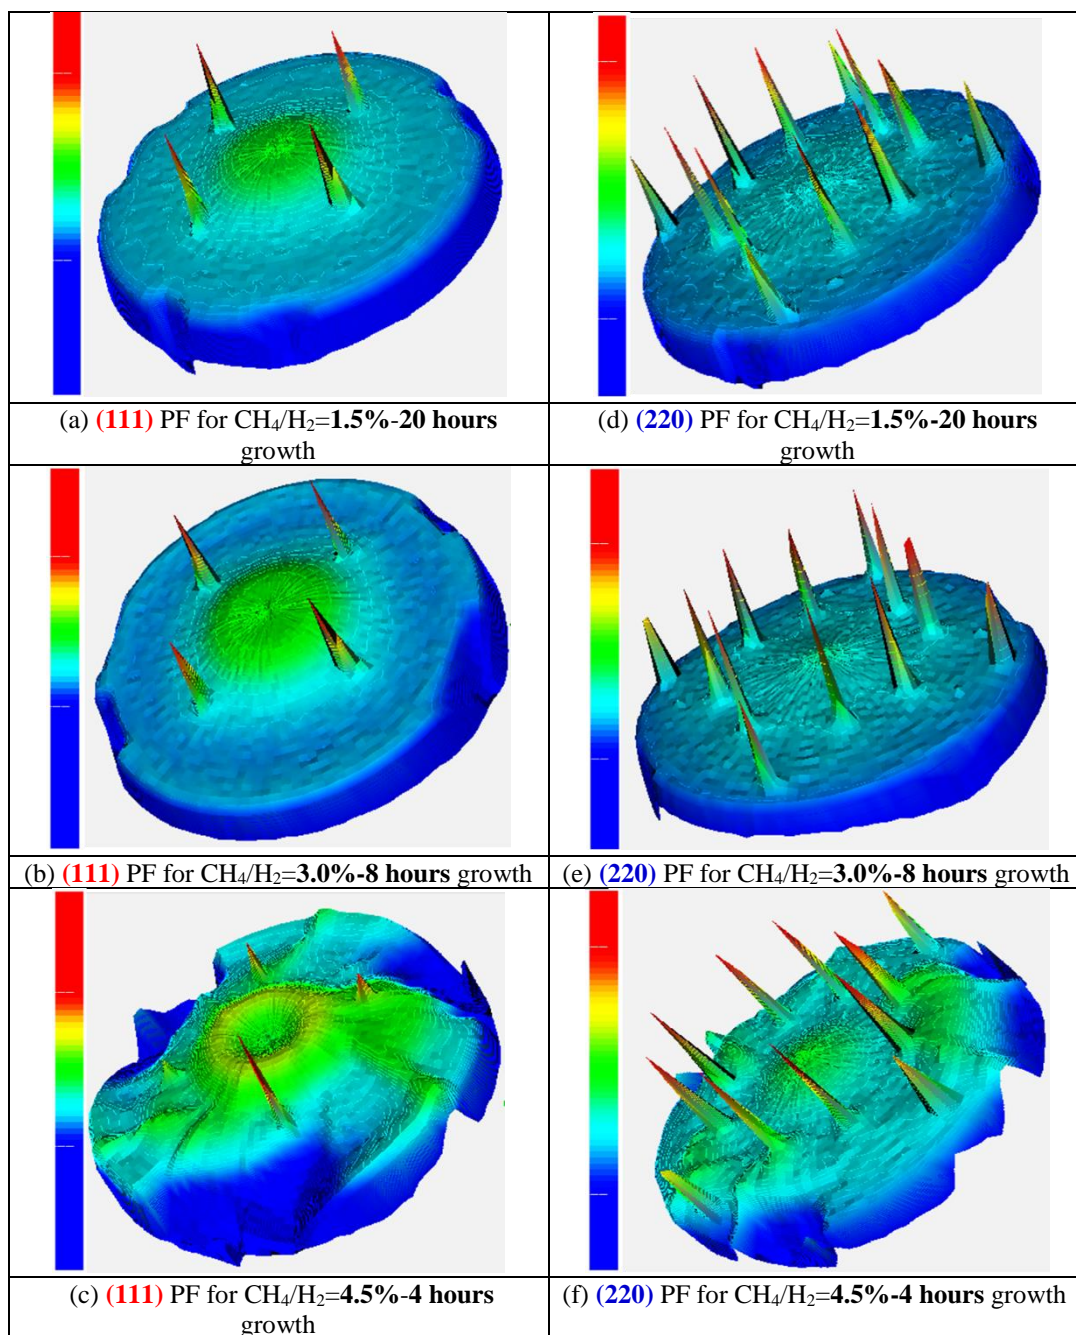 (a) (111) PF for CH₄/H₂=1.5%-20 hours
growth
(d) (220) PF for CH₄/H₂=1.5%-20 hours
growth
(b) (111) PF for CH₄/H₂=3.0%-8 hours growth
(e) (220) PF for CH₄/H₂=3.0%-8 hours growth
(c) (111) PF for CH₄/H₂=4.5%-4 hours
growth
(f) (220) PF for CH₄/H₂=4.5%-4 hours growth